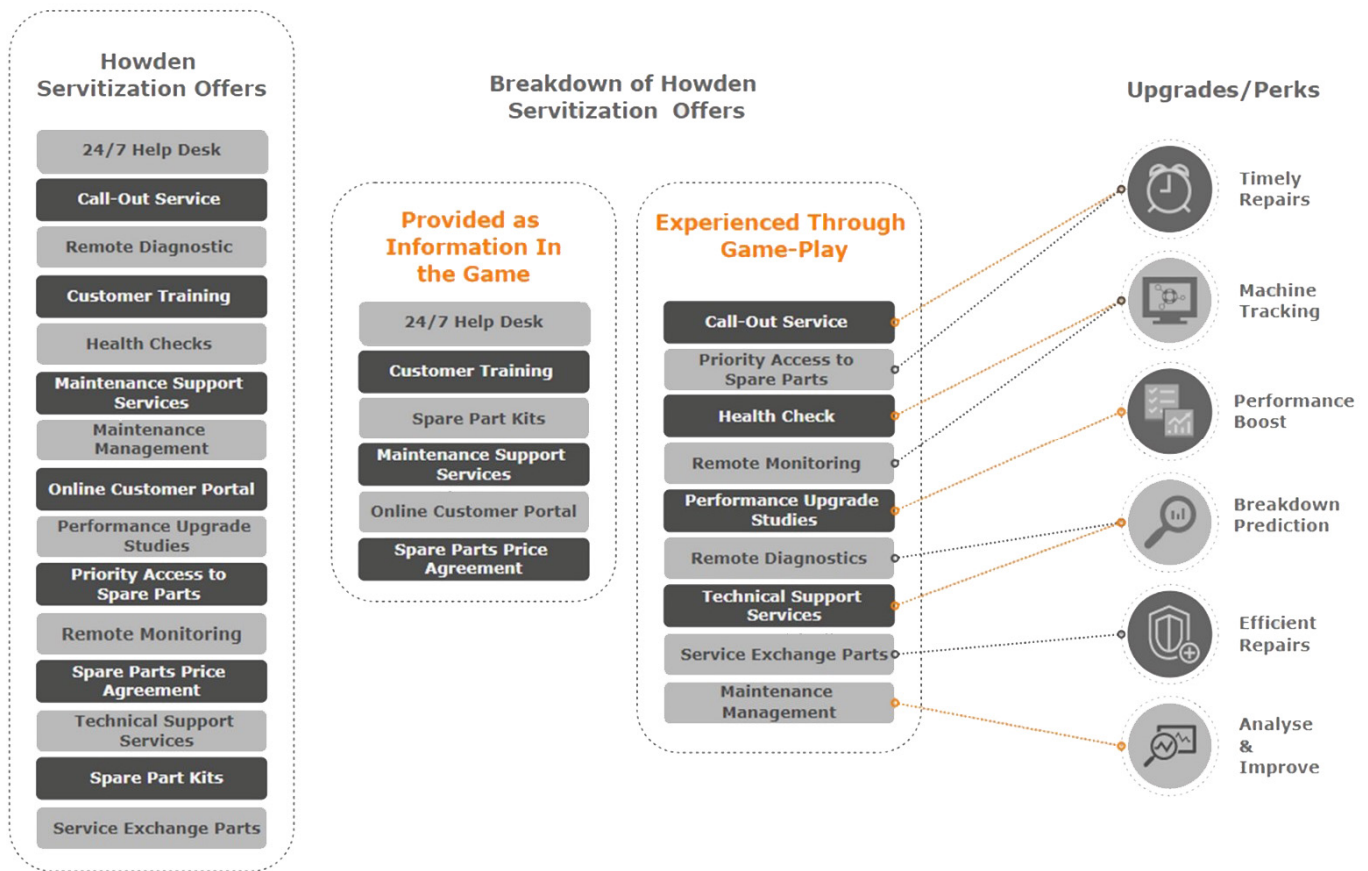 Howden
Servitization Offers
24/7 Help Desk
Call-Out Service
Remote Diagnostic
Customer Training
Health Checks
Maintenance Support
Services
Maintenance
Management
Online Customer Portal
Performance Upgrade
Studies
Priority Access to
Spare Parts
Remote Monitoring
Spare Parts Price
Agreement
Technical Support
Services
Spare Part Kits
Service Exchange Parts
Breakdown of Howden
Servitization Offers
Provided as
Information In
the Game
24/7 Help Desk
Customer Training
Spare Part Kits
Maintenance Support
Services
Online Customer Portal
Spare Parts Price
Agreement
Experienced Through
Game-Play
Call-Out Service
Priority Access to
Spare Parts
Health Check
Remote Monitoring
Performance Upgrade
Studies
Remote Diagnostics
Technical Support
Services
Service Exchange Parts
Maintenance
Management
Upgrades/Perks
Timely
Repairs
Machine
Tracking
Performance
Boost
Breakdown
Prediction
Efficient
Repairs
Analyse
&
Improve